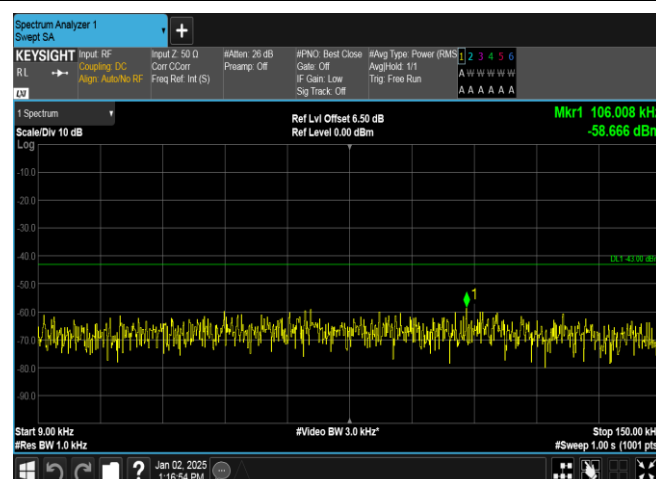 Spectrum Analyzer 1
Swept SA
+
KEYSIGHT
Input: RF
Coupling: DC
Align: Auto/No RF
Input Z: 50 Ω
Corr CCorr
Freq Ref: Int (S)
#Atten: 26 dB
Preamp: Off
#PNO: Best Close
Gate: Off
IF Gain: Low
Sig Track: Off
#Avg Type: Power (RMS
Avg|Hold: 1/1
Trig: Free Run
1 2 3 4 5 6
A W W W W W
A A A A A A
R L
LXI
1 Spectrum
Scale/Div 10 dB
Log
Ref Lvl Offset 6.50 dB
Ref Level 0.00 dBm
Mkr1 106.008 kHz
-58.666 dBm
-10.0
-20.0
-30.0
-40.0
DL1 -43.00 dBm
-50.0
1
-60.0
-70.0
-80.0
-90.0
Start 9.00 kHz
#Res BW 1.0 kHz
#Video BW 3.0 kHz*
Stop 150.00 kHz
#Sweep 1.00 s (1001 pts
?
Jan 02, 2025
1:16:54 PM